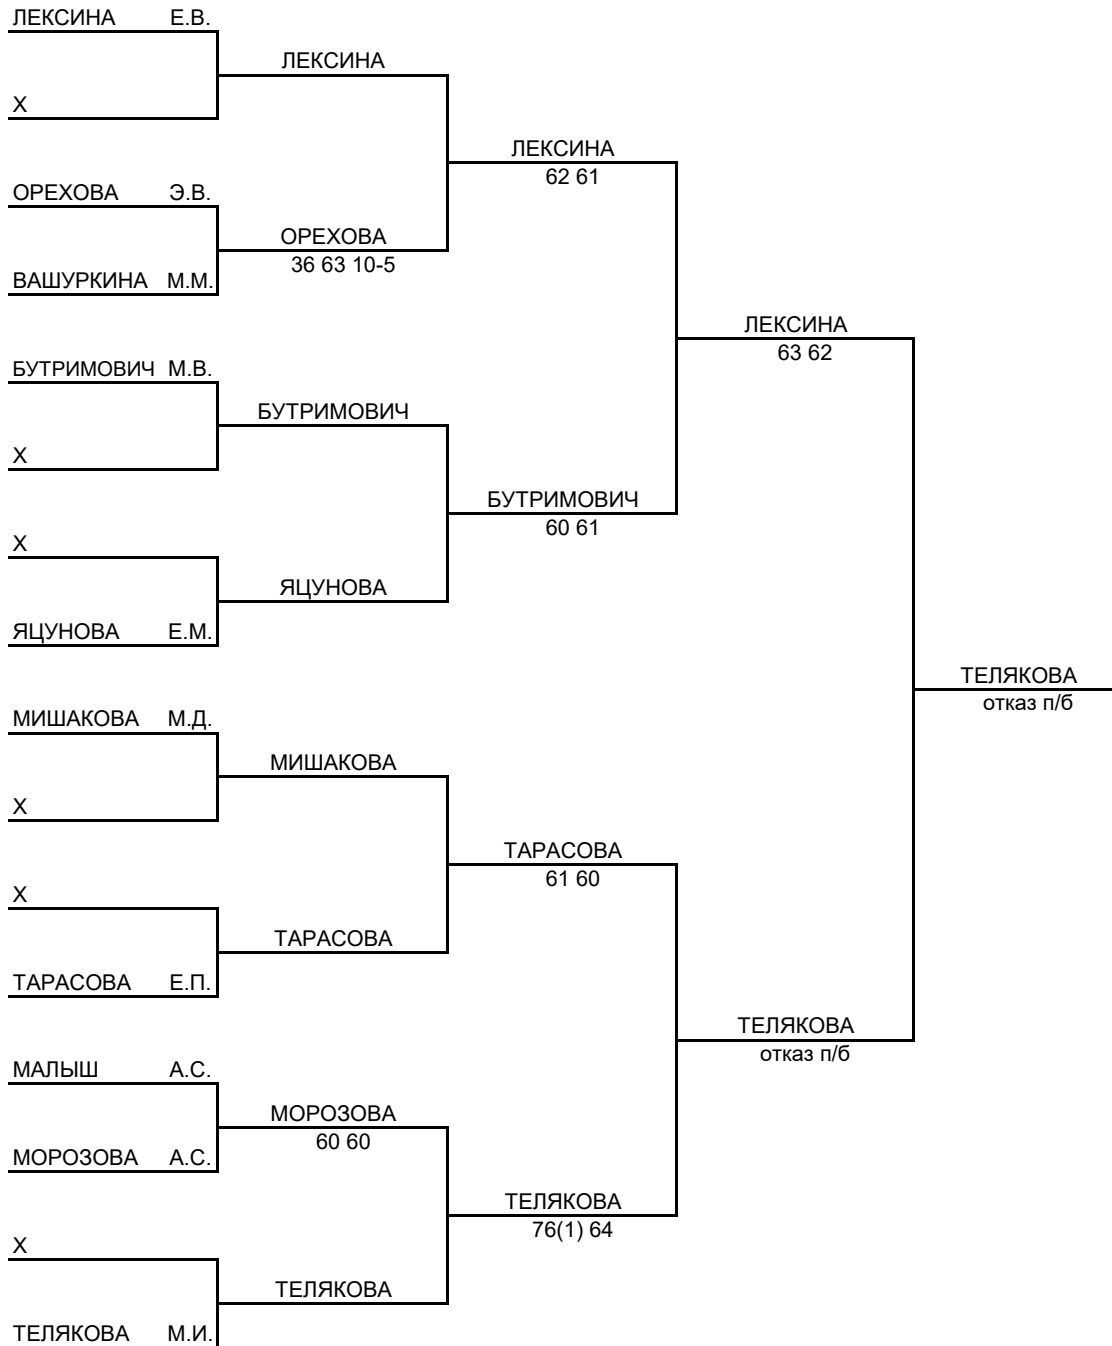 ЛЕКСИНА Е.В.
ЛЕКСИНА
Х
ЛЕКСИНА
62 61
ОРЕХОВА Э.В.
ОРЕХОВА
36 63 10-5
ВАШУРКИНА М.М.
ЛЕКСИНА
63 62
БУТРИМОВИЧ М.В.
БУТРИМОВИЧ
Х
БУТРИМОВИЧ
60 61
Х
ЯЦУНОВА
ЯЦУНОВА Е.М.
ТЕЛЯКОВА
отказ п/б
МИШАКОВА М.Д.
МИШАКОВА
Х
ТАРАСОВА
61 60
Х
ТАРАСОВА
ТАРАСОВА Е.П.
ТЕЛЯКОВА
отказ п/б
МАЛЫШ А.С.
МОРОЗОВА
60 60
МОРОЗОВА А.С.
ТЕЛЯКОВА
76(1) 64
Х
ТЕЛЯКОВА
ТЕЛЯКОВА М.И.